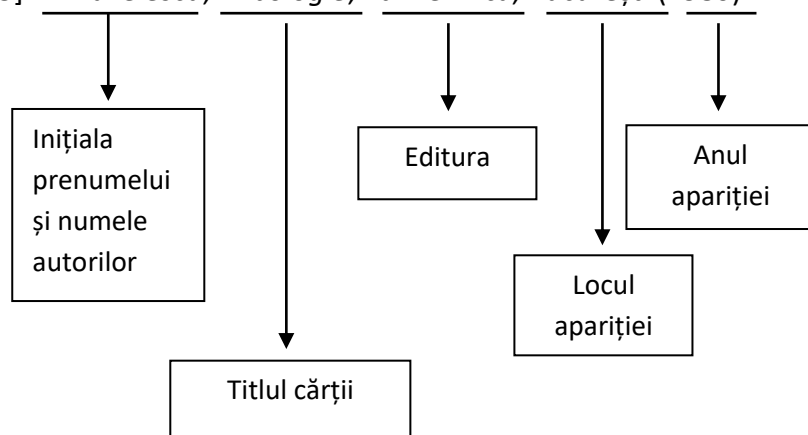 Inițiala
prenumelui
și numele
autorilor
Editura
Anul
apariției
Locul
apariției
Titlul cărții